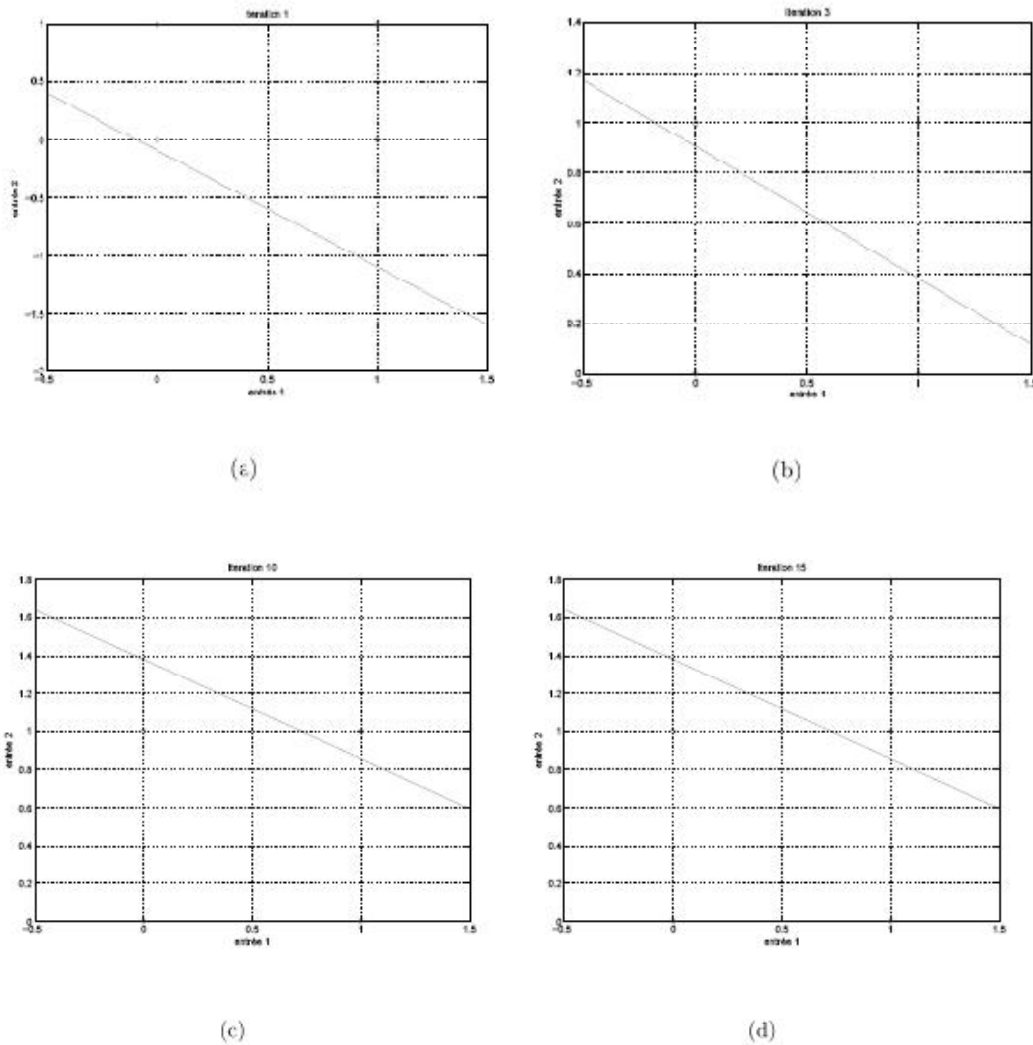 Iteration 1
1
0.5
0
−0.5
−1
−1.5
−2
entrée 2
−0.5 0 0.5 1 1.5
entrée 1
(a)
Iteration 3
1.4
1.2
1
0.8
0.6
0.4
0.2
0
entrée 2
−0.5 0 0.5 1 1.5
entrée 1
(b)
Iteration 10
1.8
1.6
1.4
1.2
1
0.8
0.6
0.4
0.2
0
entrée 2
−0.5 0 0.5 1 1.5
entrée 1
(c)
Iteration 15
1.8
1.6
1.4
1.2
1
0.8
0.6
0.4
0.2
0
entrée 2
−0.5 0 0.5 1 1.5
entrée 1
(d)